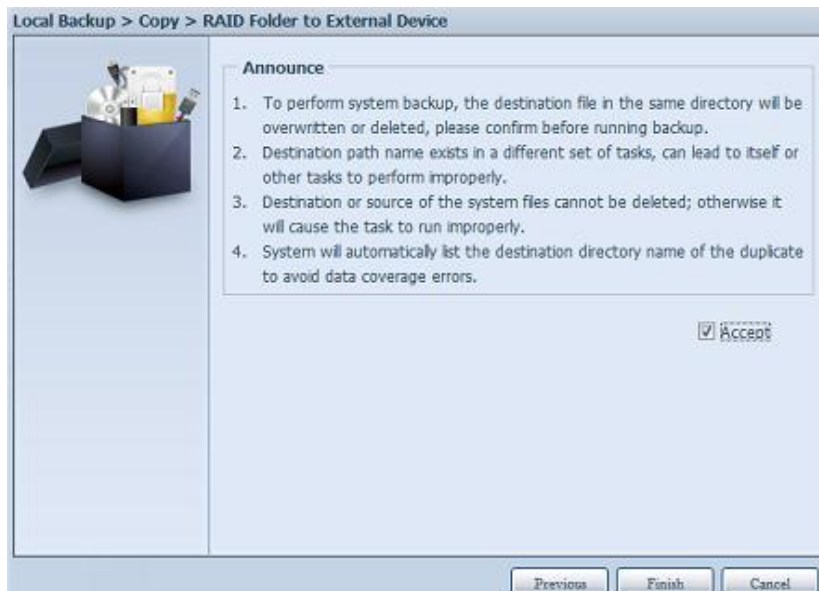 Local Backup > Copy > RAID Folder to External Device
Announce
1. To perform system backup, the destination file in the same directory will be
overwritten or deleted, please confirm before running backup.
2. Destination path name exists in a different set of tasks, can lead to itself or
other tasks to perform improperly.
3. Destination or source of the system files cannot be deleted; otherwise it
will cause the task to run improperly.
4. System will automatically list the destination directory name of the duplicate
to avoid data coverage errors.
Accept
Previous Finish Cancel